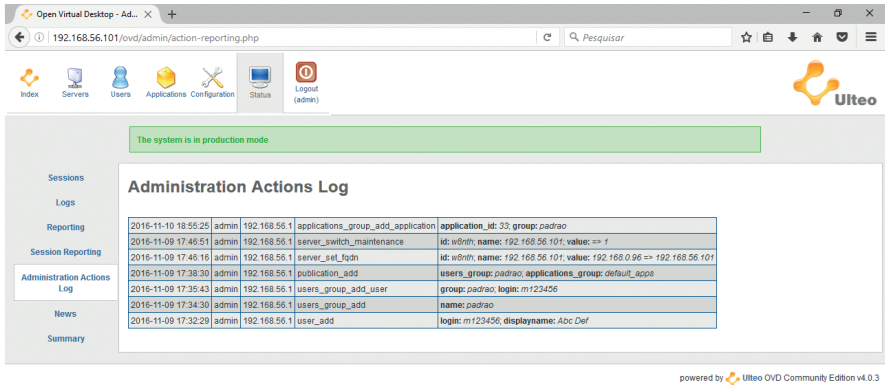 Open Virtual Desktop - Ad...
192.168.56.101/ovd/admin/action-reporting.php
Pesquisar
Index Servers Users Applications Configuration Status Logout (admin)
Ulteo
The system is in production mode
Sessions
Logs
Reporting
Session Reporting
Administration Actions
Log
News
Summary
Administration Actions Log
2016-11-10 18:55:25 admin 192.168.56.1 applications_group_add_application application_id: 33; group: padrao
2016-11-09 17:46:51 admin 192.168.56.1 server_switch_maintenance id: w8nth; name: 192.168.56.101; value: => 1
2016-11-09 17:46:16 admin 192.168.56.1 server_set_fqdn id: w8nth; name: 192.168.56.101; value: 192.168.0.96 => 192.168.56.101
2016-11-09 17:38:30 admin 192.168.56.1 publication_add users_group: padrao; applications_group: default_apps
2016-11-09 17:35:43 admin 192.168.56.1 users_group_add_user group: padrao; login: m123456
2016-11-09 17:34:30 admin 192.168.56.1 users_group_add name: padrao
2016-11-09 17:32:29 admin 192.168.56.1 user_add login: m123456; displayname: Abc Def
powered by Ulteo OVD Community Edition v4.0.3